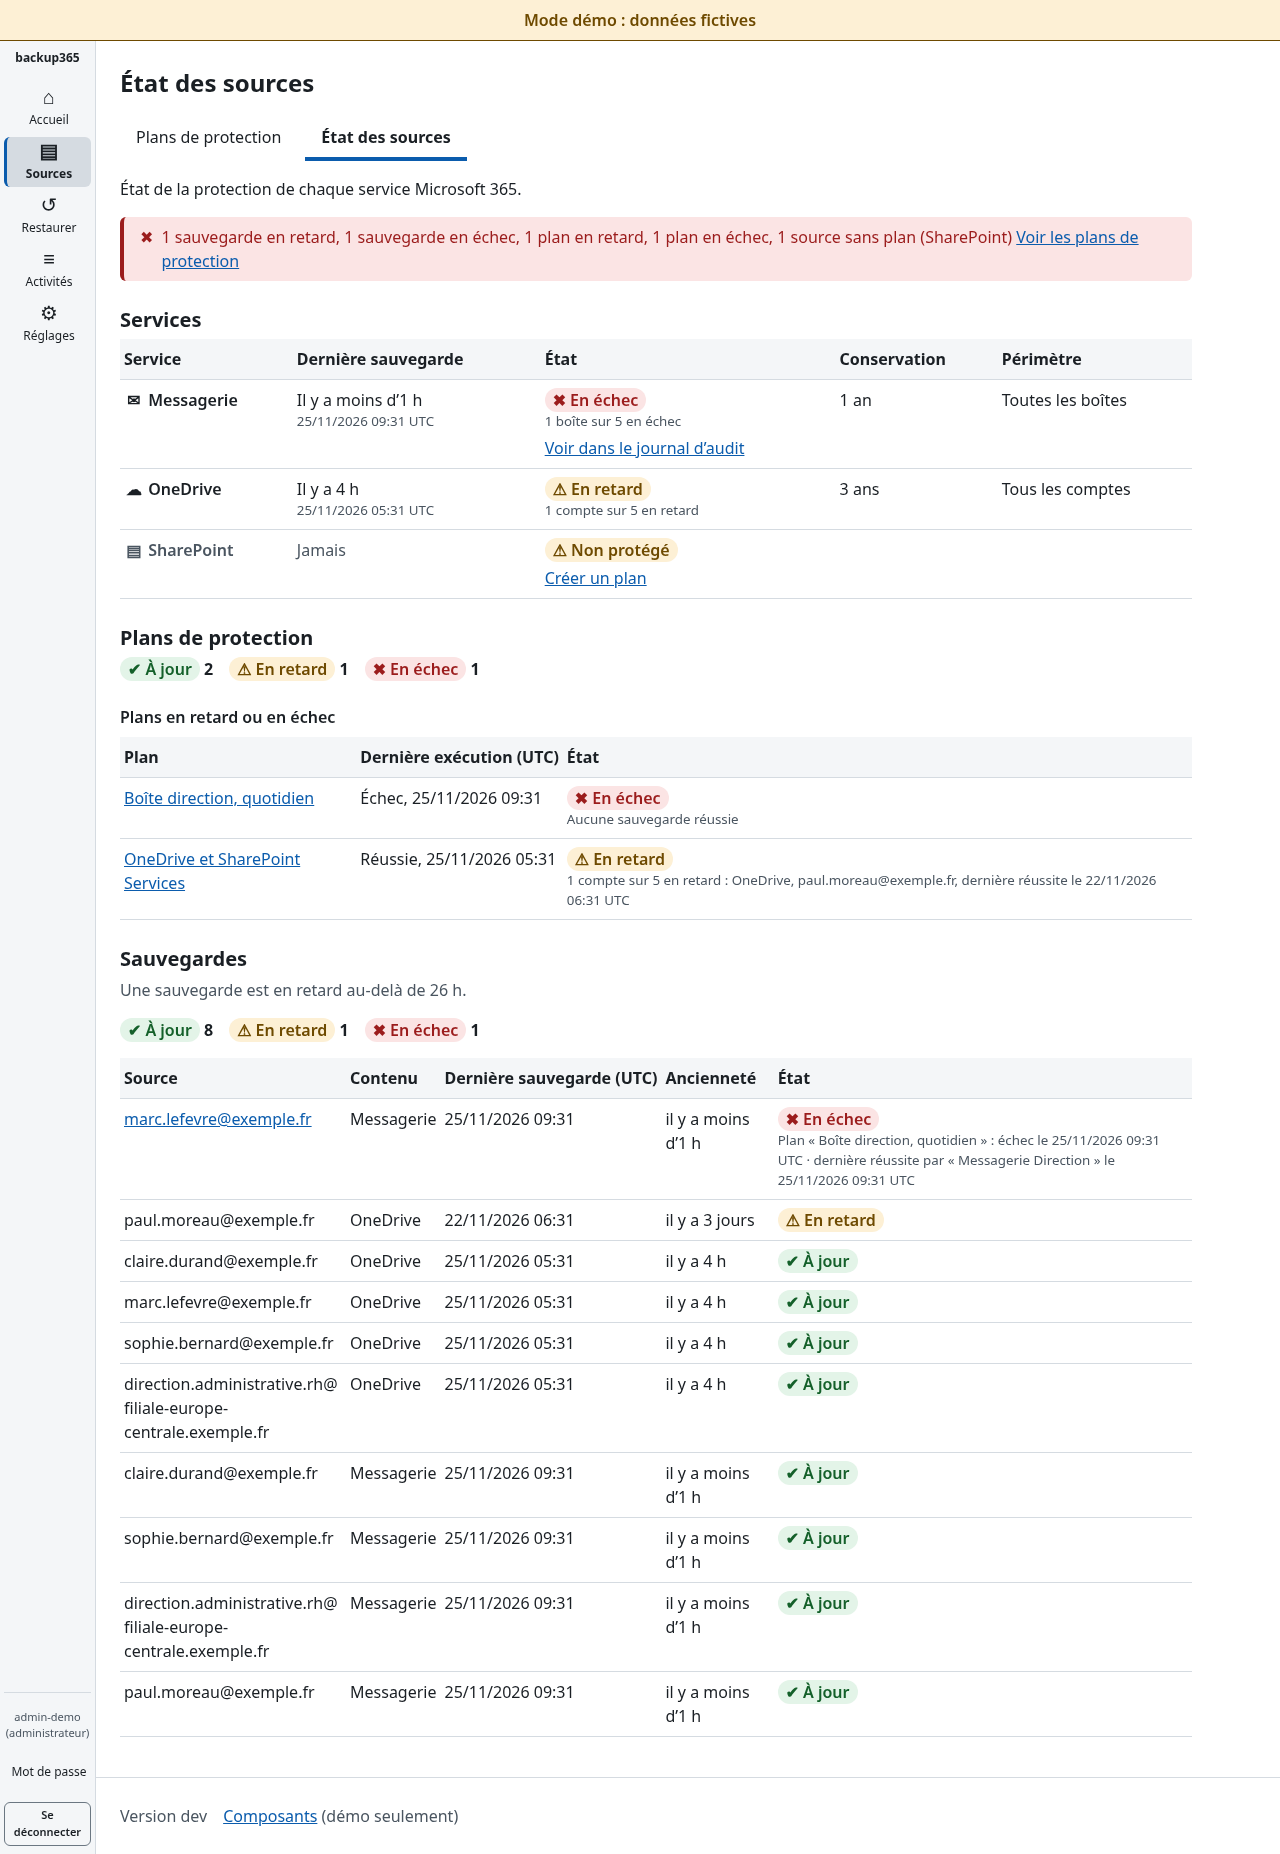 Mode démo : données fictives
backup365
Accueil
Sources
Restaurer
Activités
Réglages
admin-demo
(administrateur)
Mot de passe
Se
déconnecter
État des sources
Plans de protection État des sources
État de la protection de chaque service Microsoft 365.
✖ 1 sauvegarde en retard, 1 sauvegarde en échec, 1 plan en retard, 1 plan en échec, 1 source sans plan (SharePoint) Voir les plans de
protection
Services
Service Dernière sauvegarde État Conservation Périmètre
✉ Messagerie Il y a moins d’1 h ✖ En échec 1 an Toutes les boîtes
25/11/2026 09:31 UTC 1 boîte sur 5 en échec
Voir dans le journal d’audit
☁ OneDrive Il y a 4 h ⚠ En retard 3 ans Tous les comptes
25/11/2026 05:31 UTC 1 compte sur 5 en retard
▤ SharePoint Jamais ⚠ Non protégé
Créer un plan
Plans de protection
✔ À jour 2 ⚠ En retard 1 ✖ En échec 1
Plans en retard ou en échec
Plan Dernière exécution (UTC) État
Boîte direction, quotidien Échec, 25/11/2026 09:31 ✖ En échec
Aucune sauvegarde réussie
OneDrive et SharePoint Réussie, 25/11/2026 05:31 ⚠ En retard
Services 1 compte sur 5 en retard : OneDrive, paul.moreau@exemple.fr, dernière réussite le 22/11/2026
06:31 UTC
Sauvegardes
Une sauvegarde est en retard au-delà de 26 h.
✔ À jour 8 ⚠ En retard 1 ✖ En échec 1
Source Contenu Dernière sauvegarde (UTC) Ancienneté État
marc.lefevre@exemple.fr Messagerie 25/11/2026 09:31 il y a moins ✖ En échec
d’1 h Plan « Boîte direction, quotidien » : échec le 25/11/2026 09:31
UTC · dernière réussite par « Messagerie Direction » le
25/11/2026 09:31 UTC
paul.moreau@exemple.fr OneDrive 22/11/2026 06:31 il y a 3 jours ⚠ En retard
claire.durand@exemple.fr OneDrive 25/11/2026 05:31 il y a 4 h ✔ À jour
marc.lefevre@exemple.fr OneDrive 25/11/2026 05:31 il y a 4 h ✔ À jour
sophie.bernard@exemple.fr OneDrive 25/11/2026 05:31 il y a 4 h ✔ À jour
direction.administrative.rh@ OneDrive 25/11/2026 05:31 il y a 4 h ✔ À jour
filiale-europe-
centrale.exemple.fr
claire.durand@exemple.fr Messagerie 25/11/2026 09:31 il y a moins ✔ À jour
d’1 h
sophie.bernard@exemple.fr Messagerie 25/11/2026 09:31 il y a moins ✔ À jour
d’1 h
direction.administrative.rh@ Messagerie 25/11/2026 09:31 il y a moins ✔ À jour
filiale-europe- d’1 h
centrale.exemple.fr
paul.moreau@exemple.fr Messagerie 25/11/2026 09:31 il y a moins ✔ À jour
d’1 h
Version dev Composants (démo seulement)